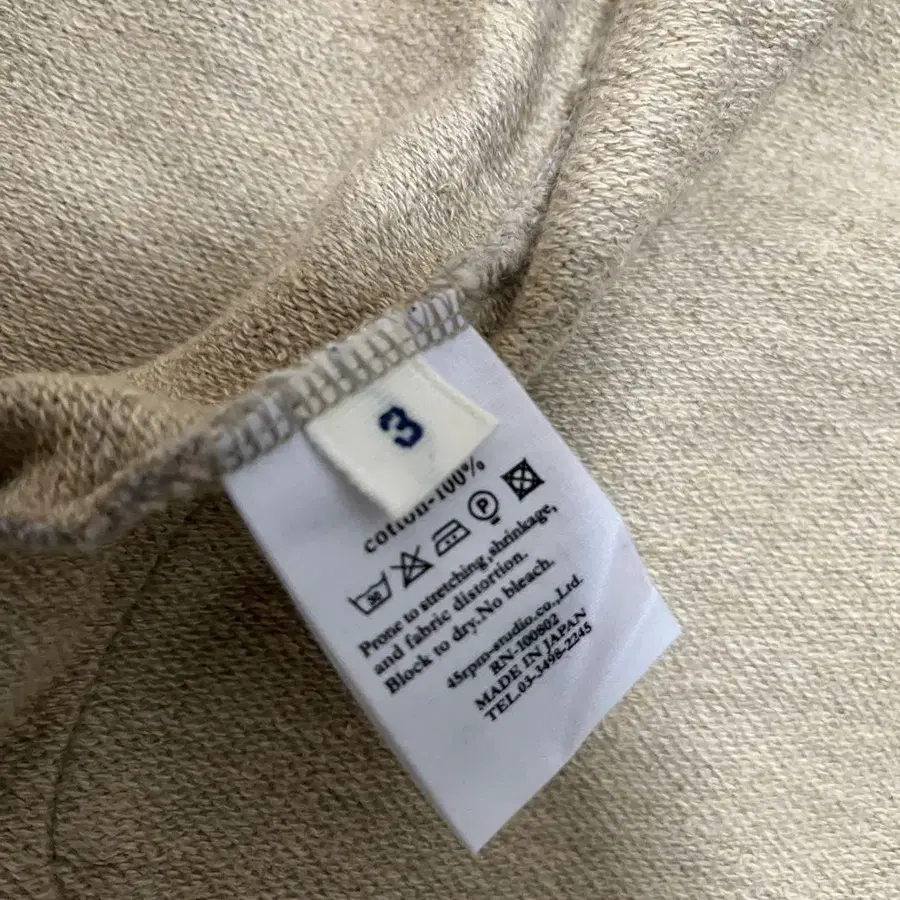 3
cotton-100%
30
P
Prone to stretching,shrinkage,
and fabric distortion.
Block to dry.No bleach.
45rpm-studio.co.,Ltd.
RN-100802
MADE IN JAPAN
TEL.03-3498-2245